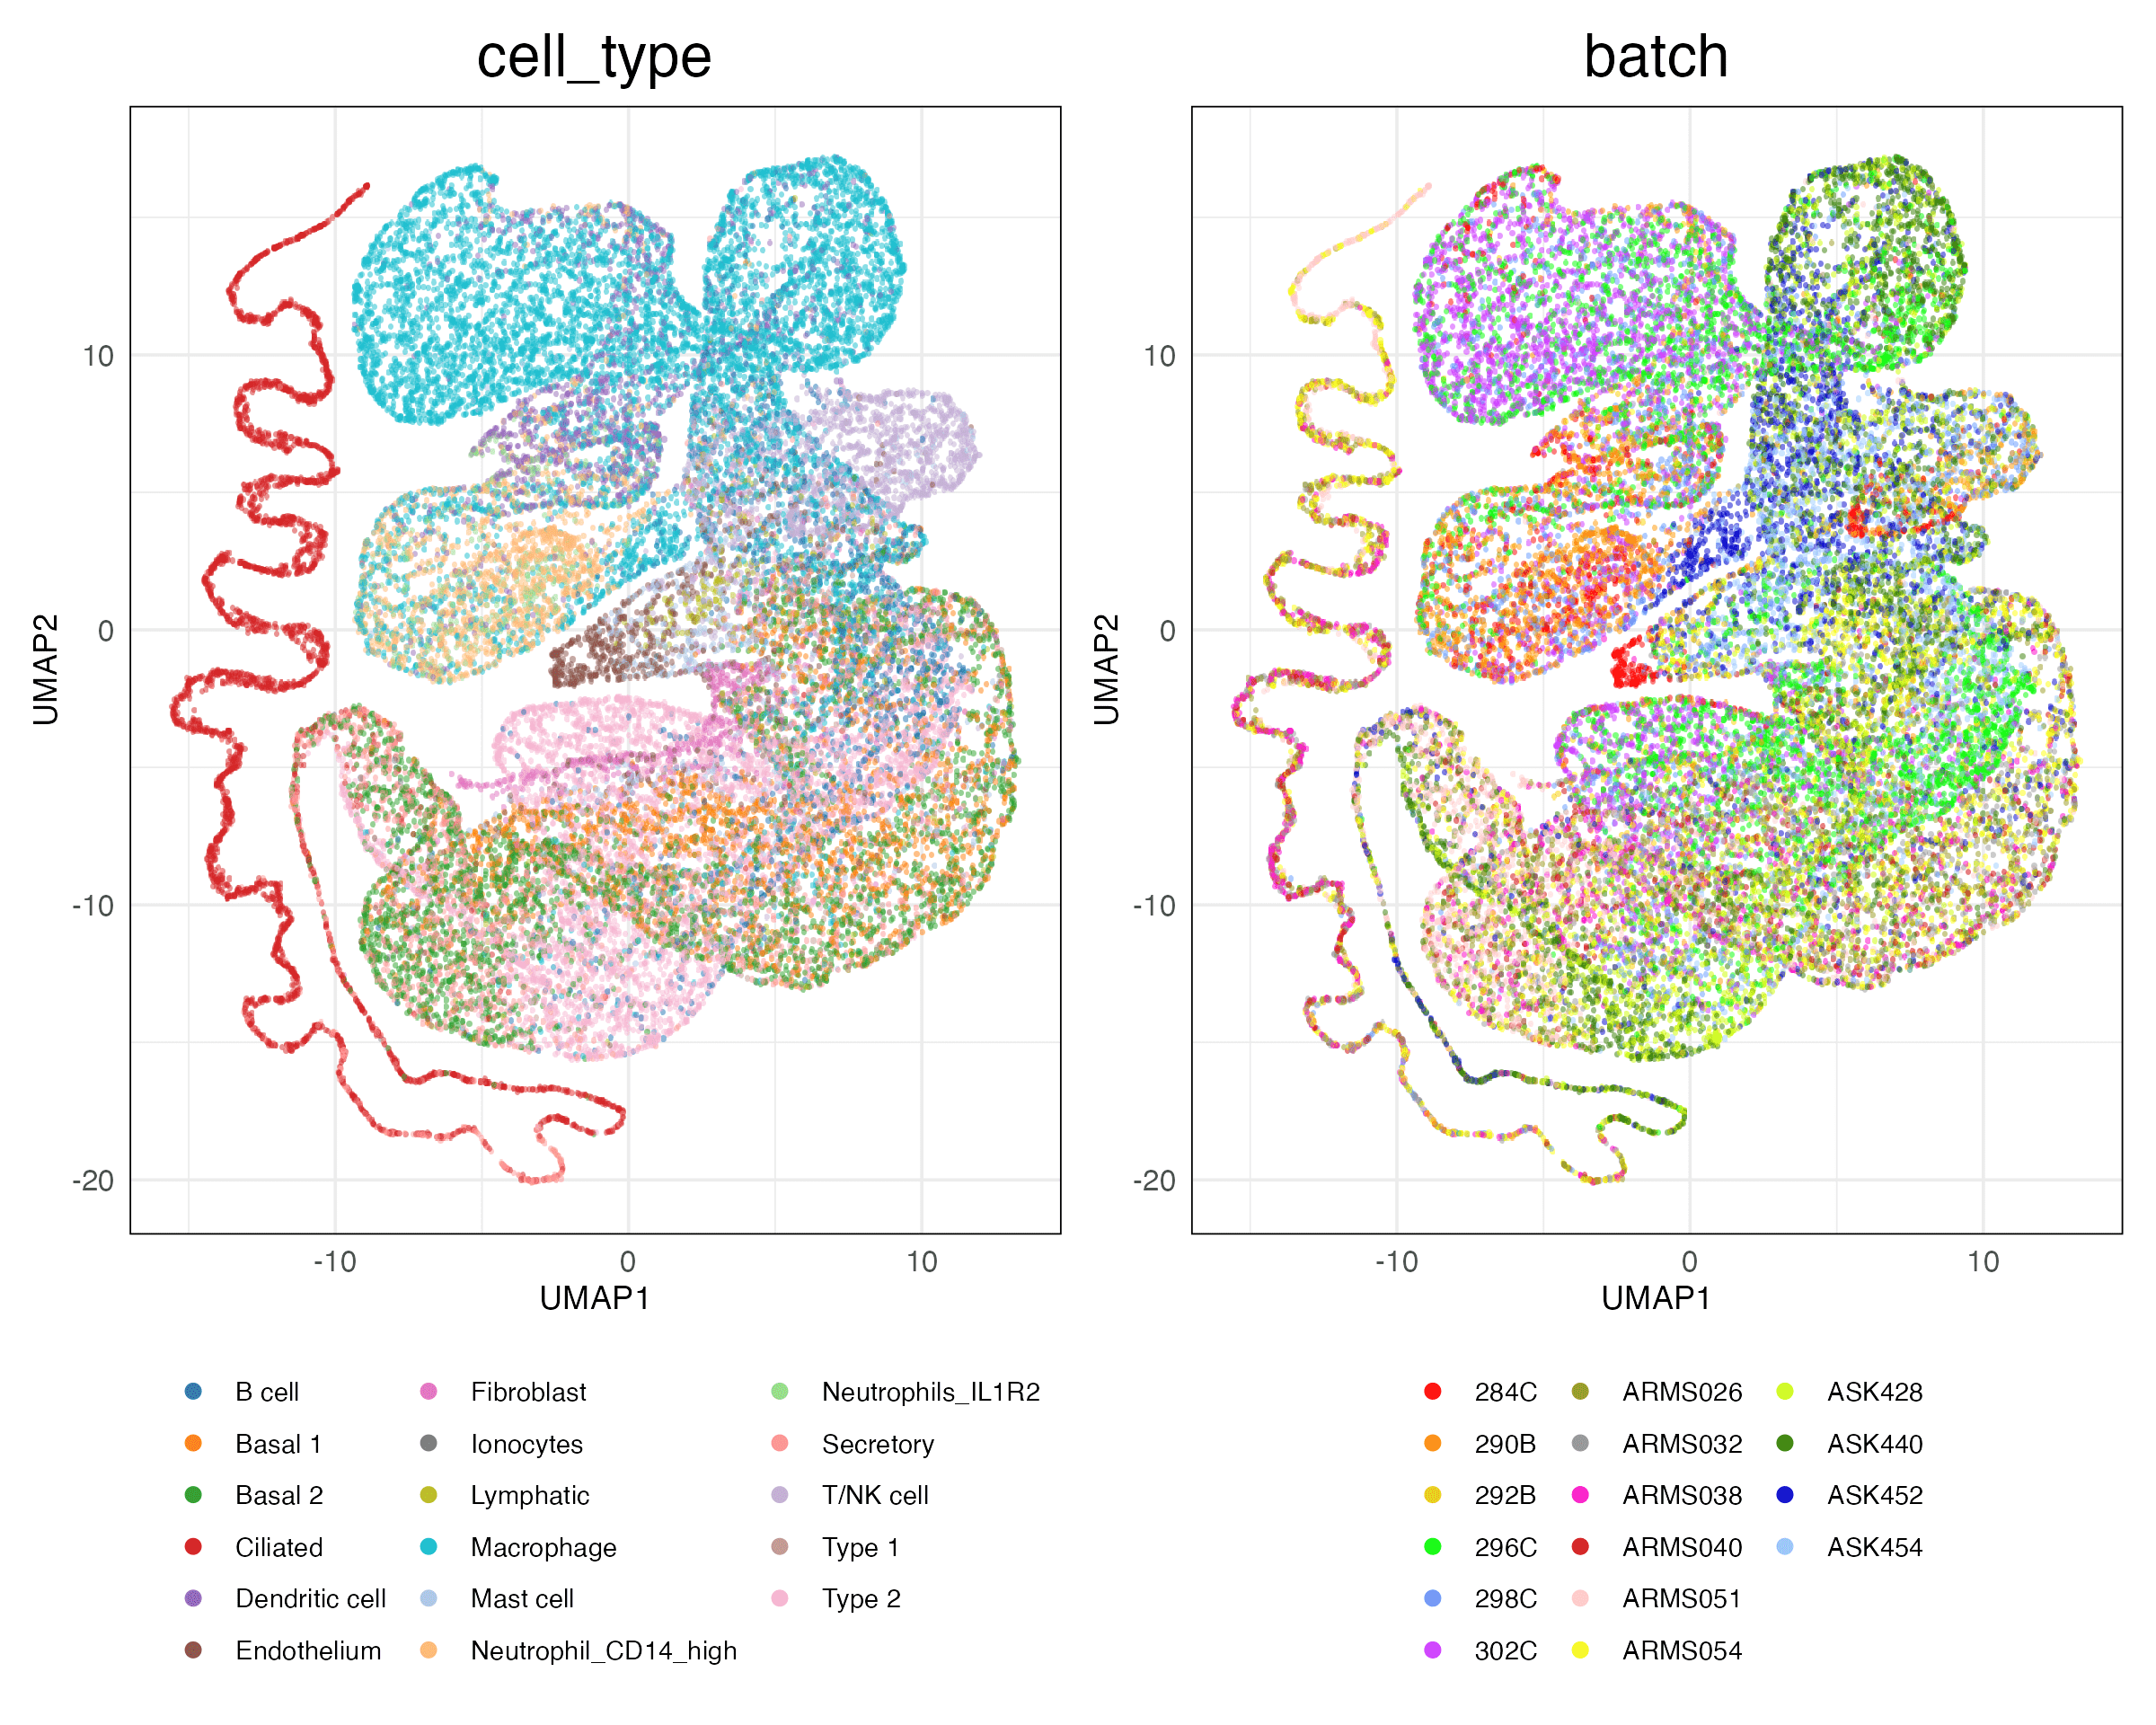 cell_type
batch
10
0
-10
-20
UMAP2
-10 0 10
UMAP1
10
0
-10
-20
UMAP2
-10 0 10
UMAP1
B cell
Basal 1
Basal 2
Ciliated
Dendritic cell
Endothelium
Fibroblast
Ionocytes
Lymphatic
Macrophage
Mast cell
Neutrophil_CD14_high
Neutrophils_IL1R2
Secretory
T/NK cell
Type 1
Type 2
284C
290B
292B
296C
298C
302C
ARMS026
ARMS032
ARMS038
ARMS040
ARMS051
ARMS054
ASK428
ASK440
ASK452
ASK454